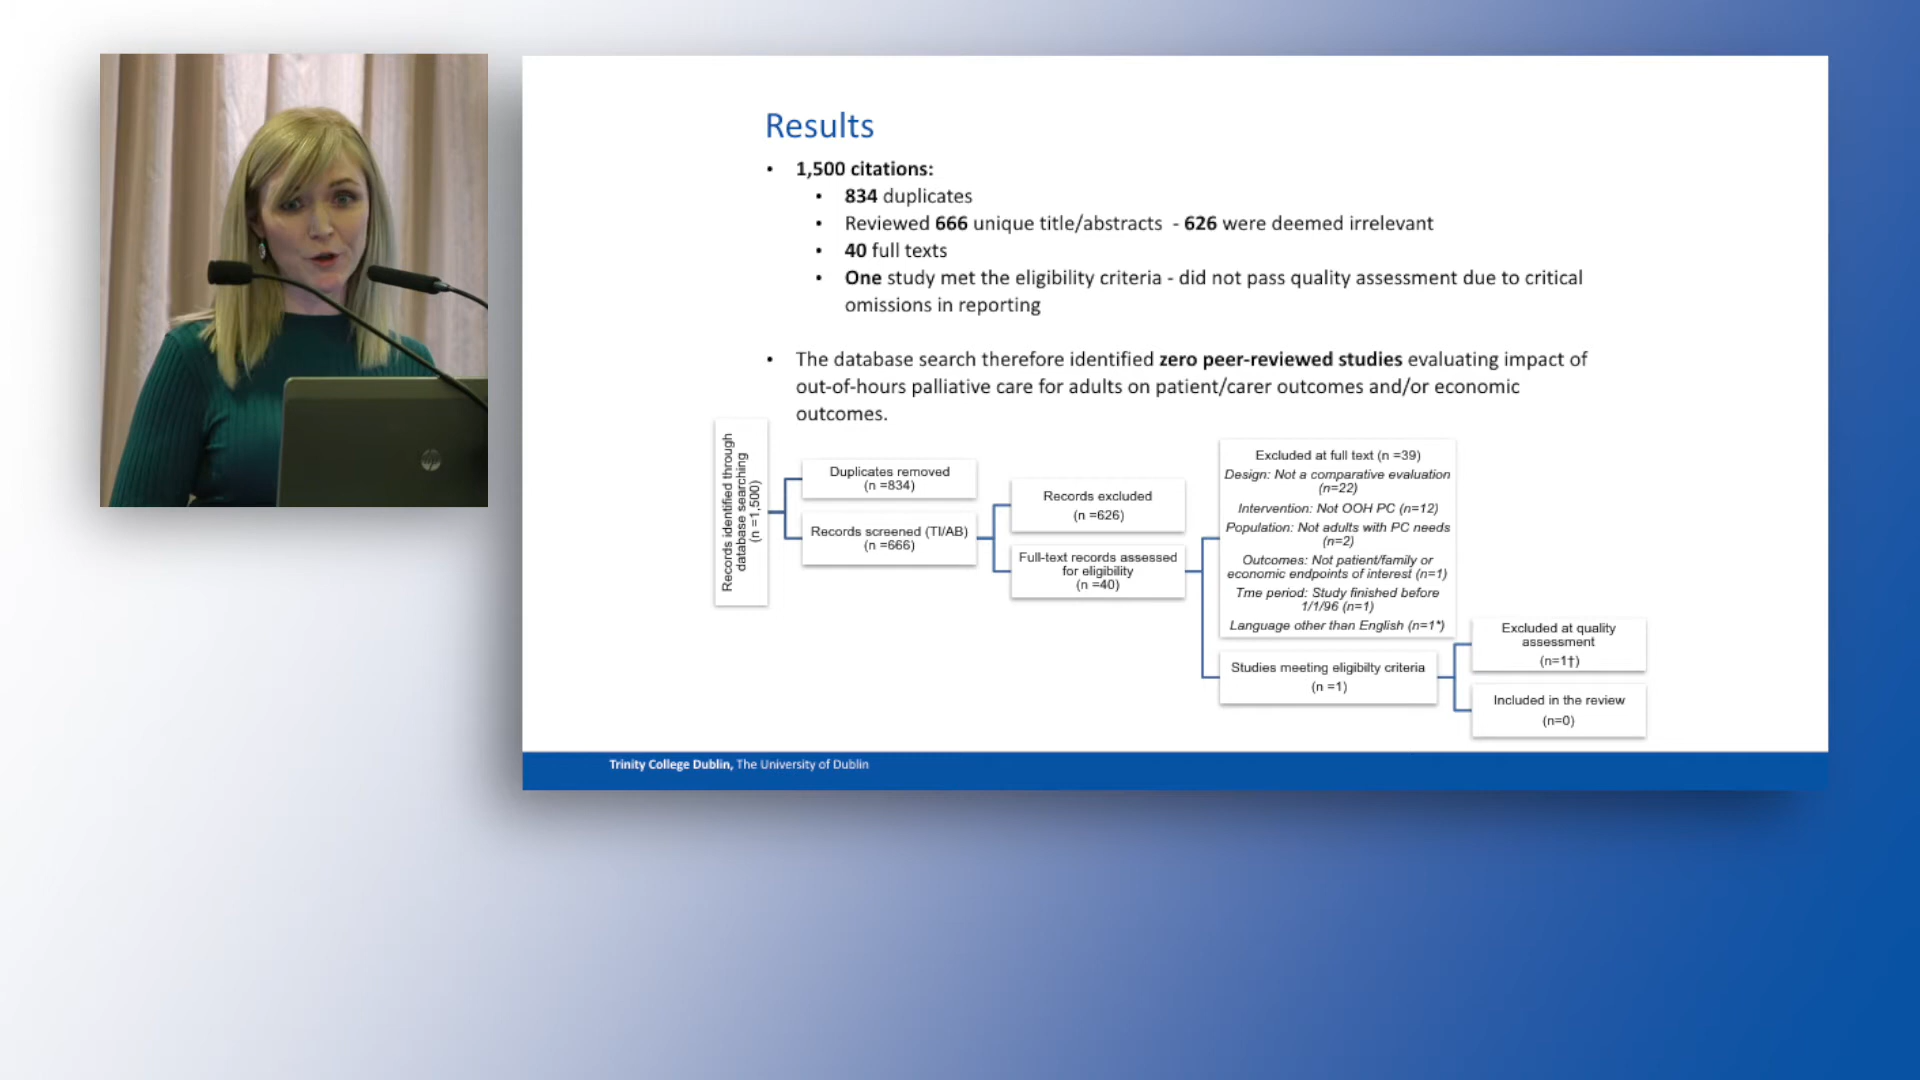 Results
• 1,500 citations:
• 834 duplicates
• Reviewed 666 unique title/abstracts - 626 were deemed irrelevant
• 40 full texts
• One study met the eligibility criteria - did not pass quality assessment due to critical
omissions in reporting
• The database search therefore identified zero peer-reviewed studies evaluating impact of
out-of-hours palliative care for adults on patient/carer outcomes and/or economic
outcomes.
Records identified through
database searching
(n =1,500)
Duplicates removed
(n =834)
Records screened (TI/AB)
(n =666)
Records excluded
(n =626)
Full-text records assessed
for eligibility
(n =40)
Excluded at full text (n =39)
Design: Not a comparative evaluation
(n=22)
Intervention: Not OOH PC (n=12)
Population: Not adults with PC needs
(n=2)
Outcomes: Not patient/family or
economic endpoints of interest (n=1)
Tme period: Study finished before
1/1/96 (n=1)
Language other than English (n=1*)
Studies meeting eligibilty criteria
(n =1)
Excluded at quality
assessment
(n=1†)
Included in the review
(n=0)
Trinity College Dublin, The University of Dublin
hp